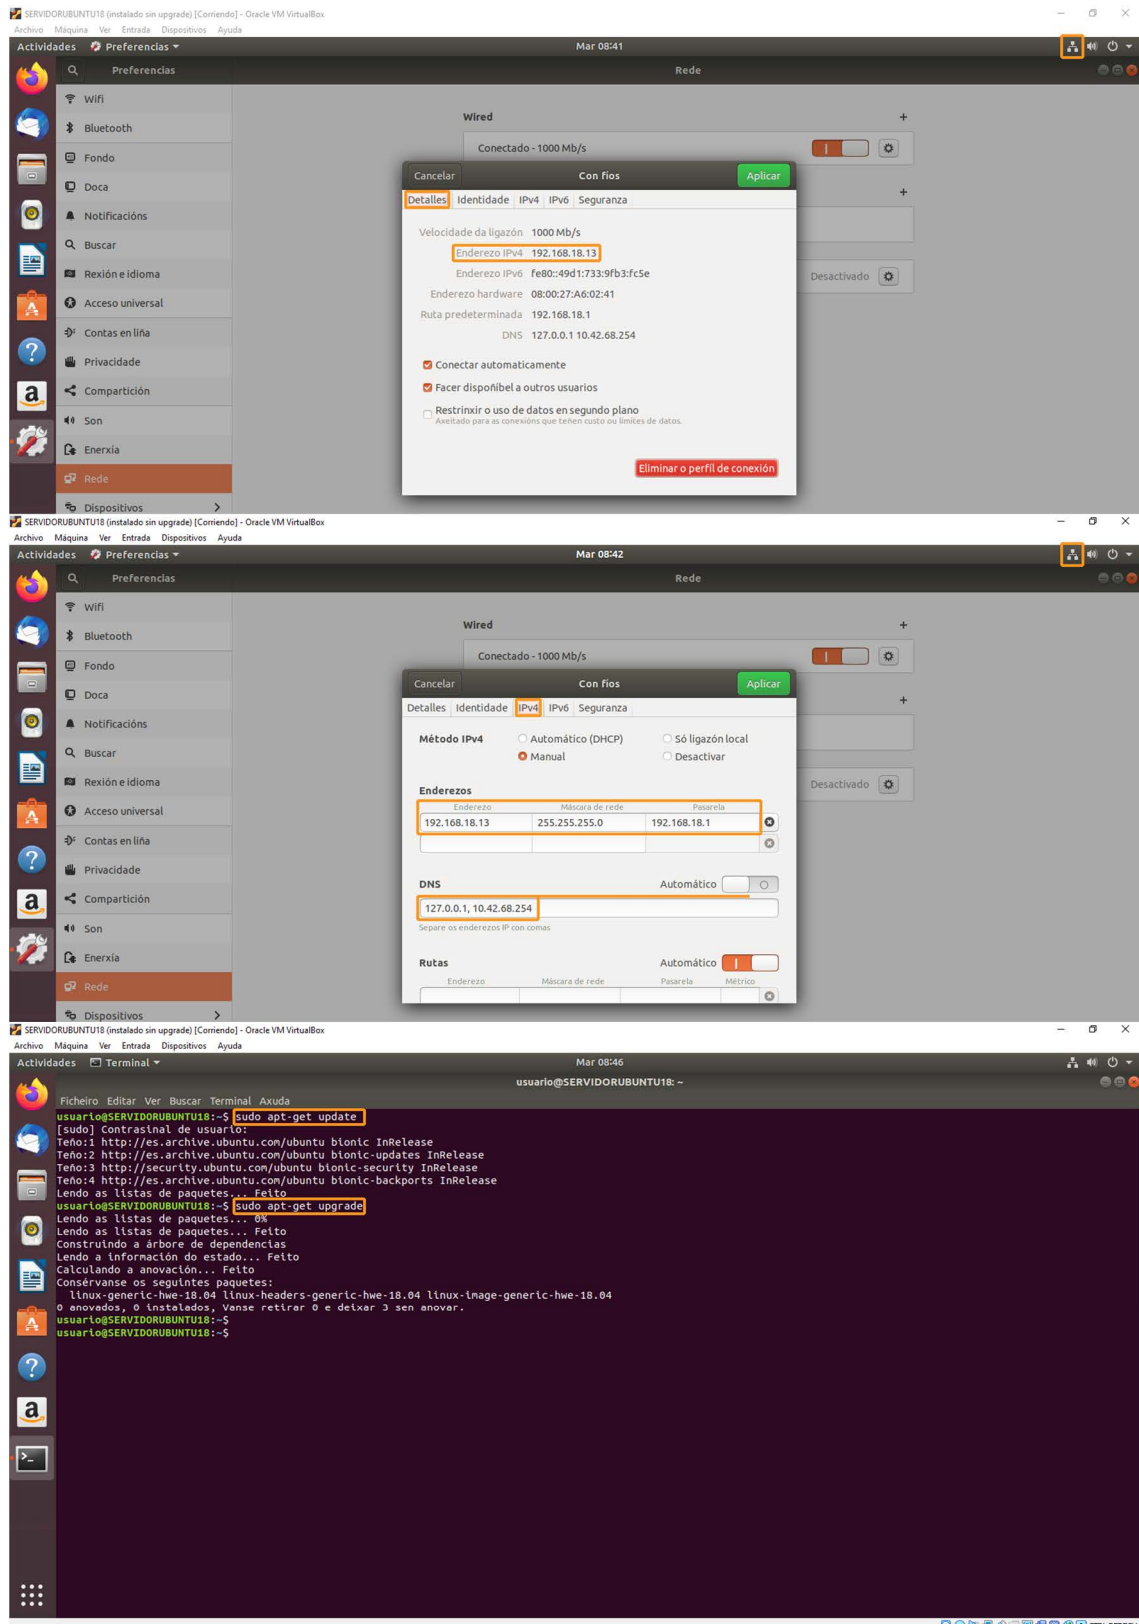 SERVIDORUBUNTU18 (instalado sin upgrade) [Corriendo] - Oracle VM VirtualBox
Archivo Máquina Ver Entrada Dispositivos Ayuda
Actividades Preferencias Mar 08:41
Preferencias Rede
Wifi
Bluetooth
Fondo
Doca
Notificacións
Buscar
Rexión e idioma
Acceso universal
Contas en liña
Privacidade
Compartición
Son
Enerxía
Rede
Dispositivos
Wired +
Conectado - 1000 Mb/s
+
Desactivado
Cancelar Con fíos Aplicar
Detalles Identidade IPv4 IPv6 Seguranza
Velocidade da ligazón 1000 Mb/s
Enderezo IPv4 192.168.18.13
Enderezo IPv6 fe80::49d1:733:9fb3:fc5e
Enderezo hardware 08:00:27:A6:02:41
Ruta predeterminada 192.168.18.1
DNS 127.0.0.1 10.42.68.254
Conectar automaticamente
Facer dispoñíbel a outros usuarios
Restrinxir o uso de datos en segundo plano
Axeitado para as conexións que teñen custo ou límites de datos.
Eliminar o perfíl de conexión
SERVIDORUBUNTU18 (instalado sin upgrade) [Corriendo] - Oracle VM VirtualBox
Archivo Máquina Ver Entrada Dispositivos Ayuda
Actividades Preferencias Mar 08:42
Preferencias Rede
Wifi
Bluetooth
Fondo
Doca
Notificacións
Buscar
Rexión e idioma
Acceso universal
Contas en liña
Privacidade
Compartición
Son
Enerxía
Rede
Dispositivos
Wired +
Conectado - 1000 Mb/s
+
Desactivado
Cancelar Con fíos Aplicar
Detalles Identidade IPv4 IPv6 Seguranza
Método IPv4 Automático (DHCP) Só ligazón local
Manual Desactivar
Enderezos
Enderezo Máscara de rede Pasarela
192.168.18.13 255.255.255.0 192.168.18.1
DNS Automático
127.0.0.1, 10.42.68.254
Separe os enderezos IP con comas
Rutas Automático
Enderezo Máscara de rede Pasarela Métrico
SERVIDORUBUNTU18 (instalado sin upgrade) [Corriendo] - Oracle VM VirtualBox
Archivo Máquina Ver Entrada Dispositivos Ayuda
Actividades Terminal Mar 08:46
usuario@SERVIDORUBUNTU18: ~
Ficheiro Editar Ver Buscar Terminal Axuda
usuario@SERVIDORUBUNTU18:~$ sudo apt-get update
[sudo] Contrasinal de usuario:
Teño:1 http://es.archive.ubuntu.com/ubuntu bionic InRelease
Teño:2 http://es.archive.ubuntu.com/ubuntu bionic-updates InRelease
Teño:3 http://security.ubuntu.com/ubuntu bionic-security InRelease
Teño:4 http://es.archive.ubuntu.com/ubuntu bionic-backports InRelease
Lendo as listas de paquetes... Feito
usuario@SERVIDORUBUNTU18:~$ sudo apt-get upgrade
Lendo as listas de paquetes... 0%
Lendo as listas de paquetes... Feito
Construindo a árbore de dependencias
Lendo a información do estado... Feito
Calculando a anovación... Feito
Consérvanse os seguintes paquetes:
linux-generic-hwe-18.04 linux-headers-generic-hwe-18.04 linux-image-generic-hwe-18.04
0 anovados, 0 instalados, Vanse retirar 0 e deixar 3 sen anovar.
usuario@SERVIDORUBUNTU18:~$
usuario@SERVIDORUBUNTU18:~$